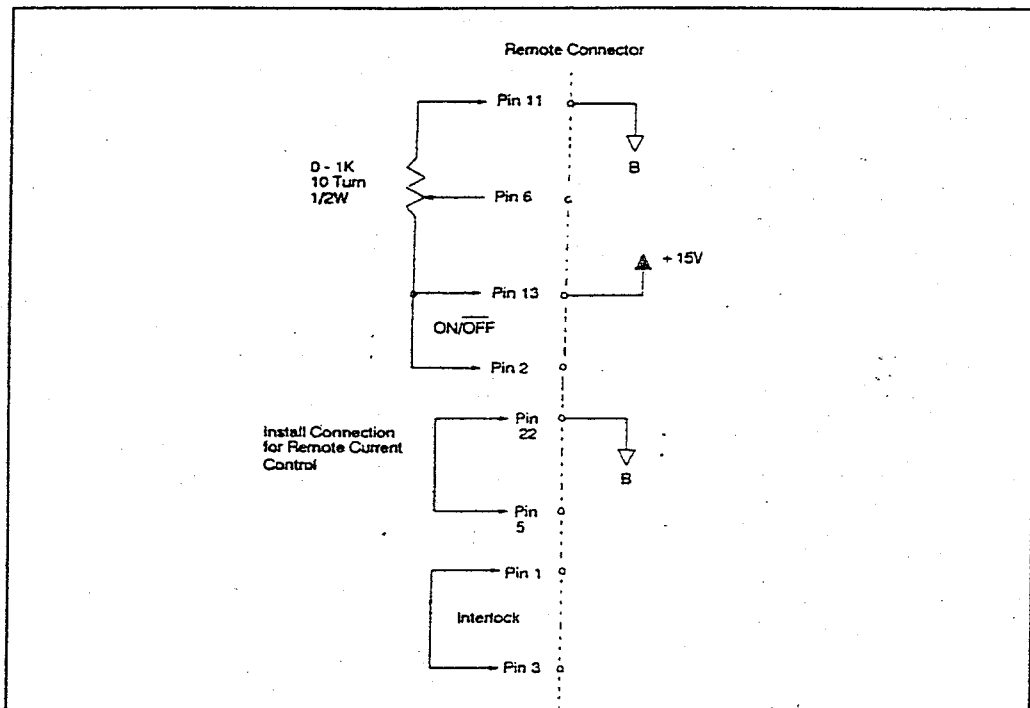 Remote Connector
Pin 11
B
0 - 1K
10 Turn
1/2W
Pin 6
+ 15V
Pin 13
ON/OFF
Pin 2
Install Connection
for Remote Current
Control
Pin
22
B
Pin
5
Pin 1
Interlock
Pin 3